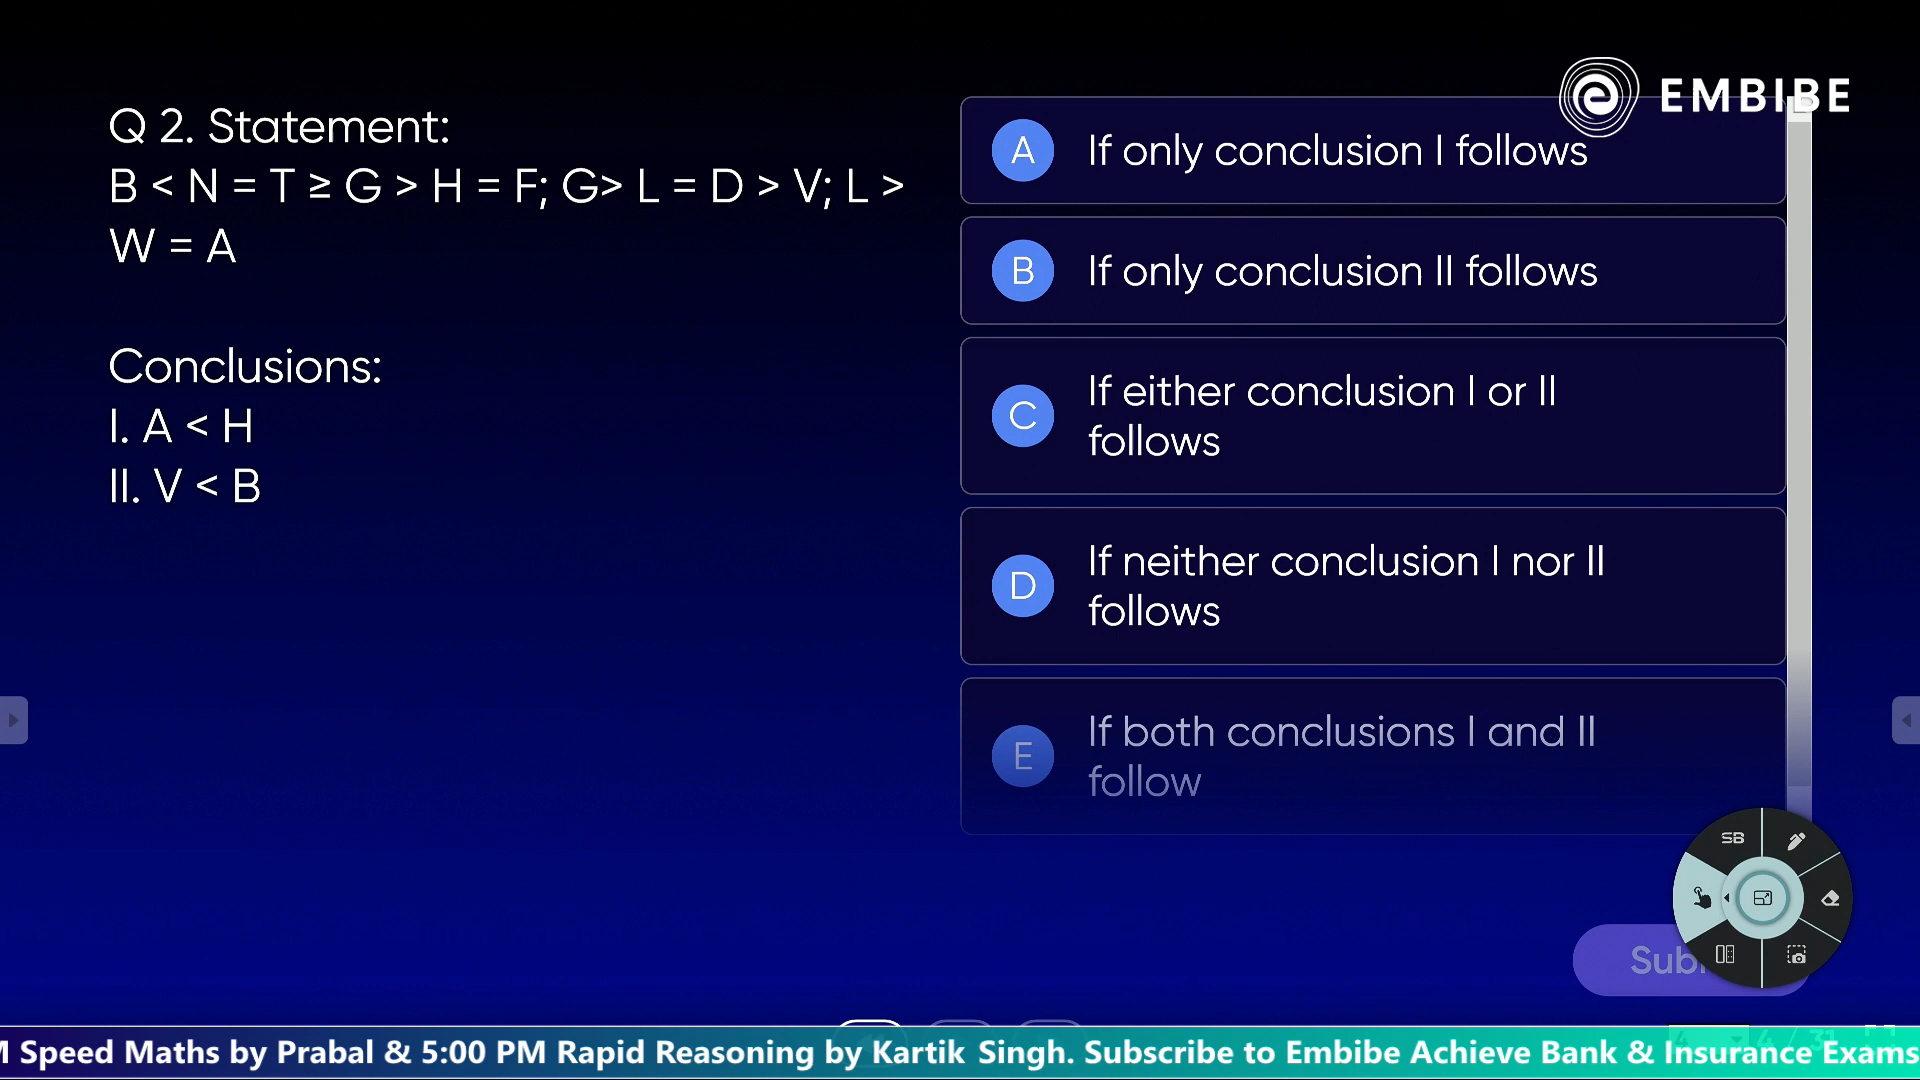 EMBIBE
Q 2. Statement:
B < N = T ≥ G > H = F; G> L = D > V; L >
W = A
Conclusions:
I. A < H
II. V < B
A If only conclusion I follows
B If only conclusion II follows
C If either conclusion I or II
follows
D If neither conclusion I nor II
follows
E If both conclusions I and II
follow
SB
Speed Maths by Prabal & 5:00 PM Rapid Reasoning by Kartik Singh. Subscribe to Embibe Achieve Bank & Insurance Exams